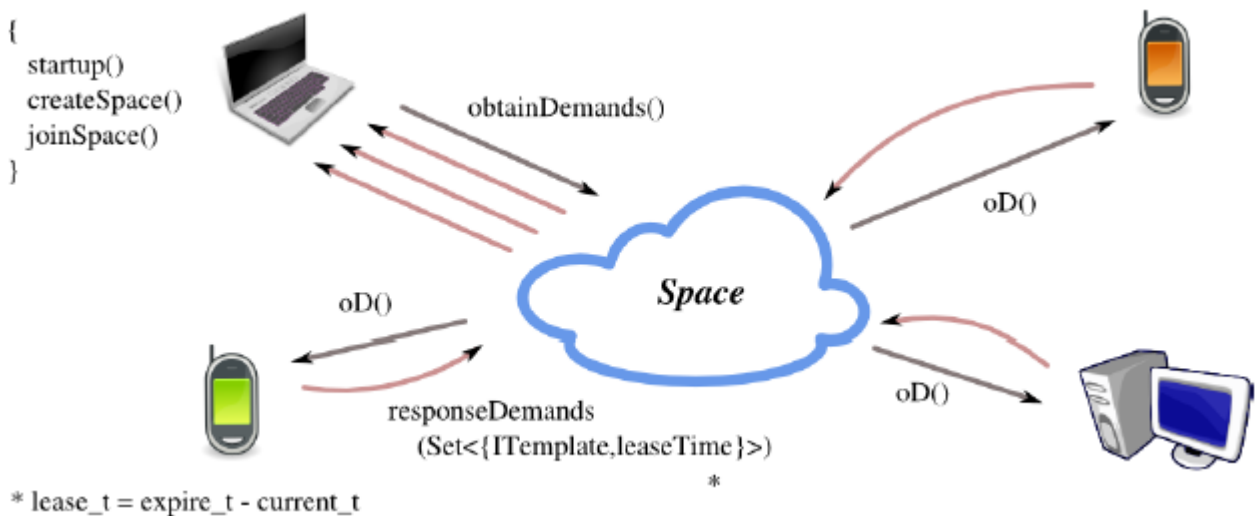 {
startup()
createSpace()
joinSpace()
}
obtainDemands()
oD()
Space
oD()
oD()
responseDemands
(Set<{ITemplate,leaseTime}>)
*
* lease_t = expire_t - current_t